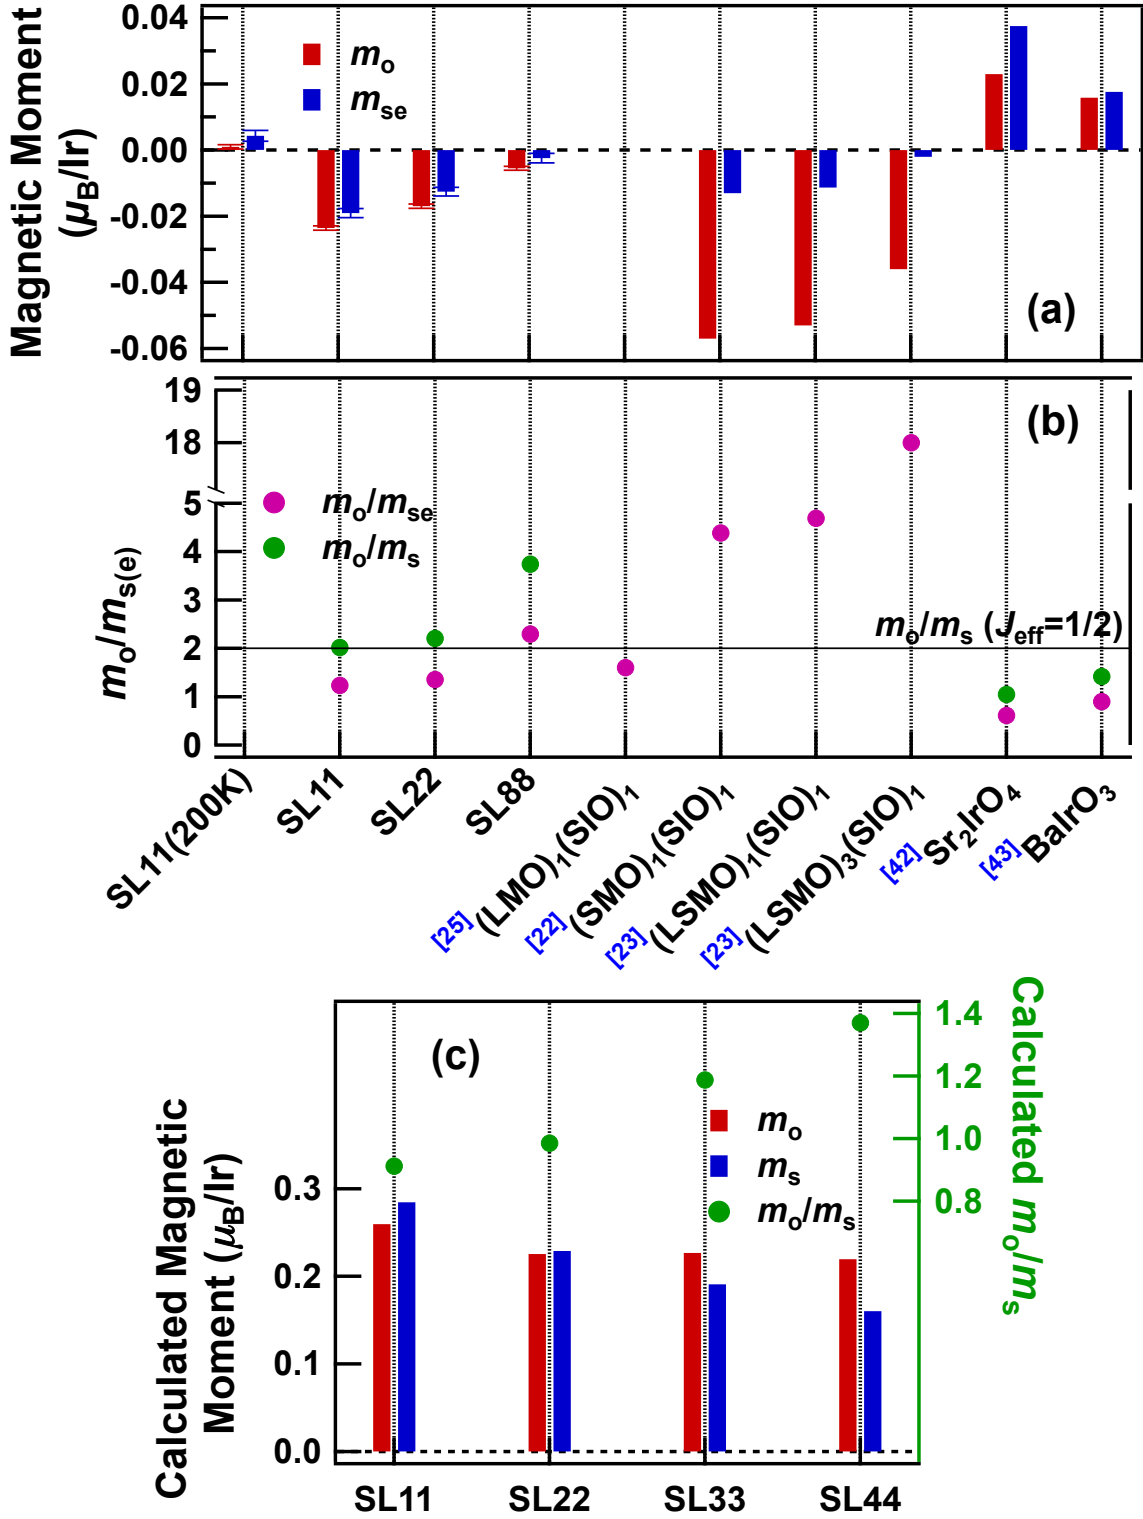 Magnetic Moment
(μB/Ir)
0.04
0.02
0.00
-0.02
-0.04
-0.06
mo
mse
(a)
mo/ms(e)
19
18
5
4
3
2
1
0
(b)
mo/mse
mo/ms
mo/ms (Jeff=1/2)
SL11(200K)
SL11
SL22
SL88
[25](LMO)1(SIO)1
[22](SMO)1(SIO)1
[23](LSMO)1(SIO)1
[23](LSMO)3(SIO)1
[42]Sr2IrO4
[43]BaIrO3
Calculated Magnetic
Moment (μB/Ir)
0.3
0.2
0.1
0.0
(c)
mo
ms
mo/ms
1.4
1.2
1.0
0.8
Calculated mo/ms
SL11
SL22
SL33
SL44